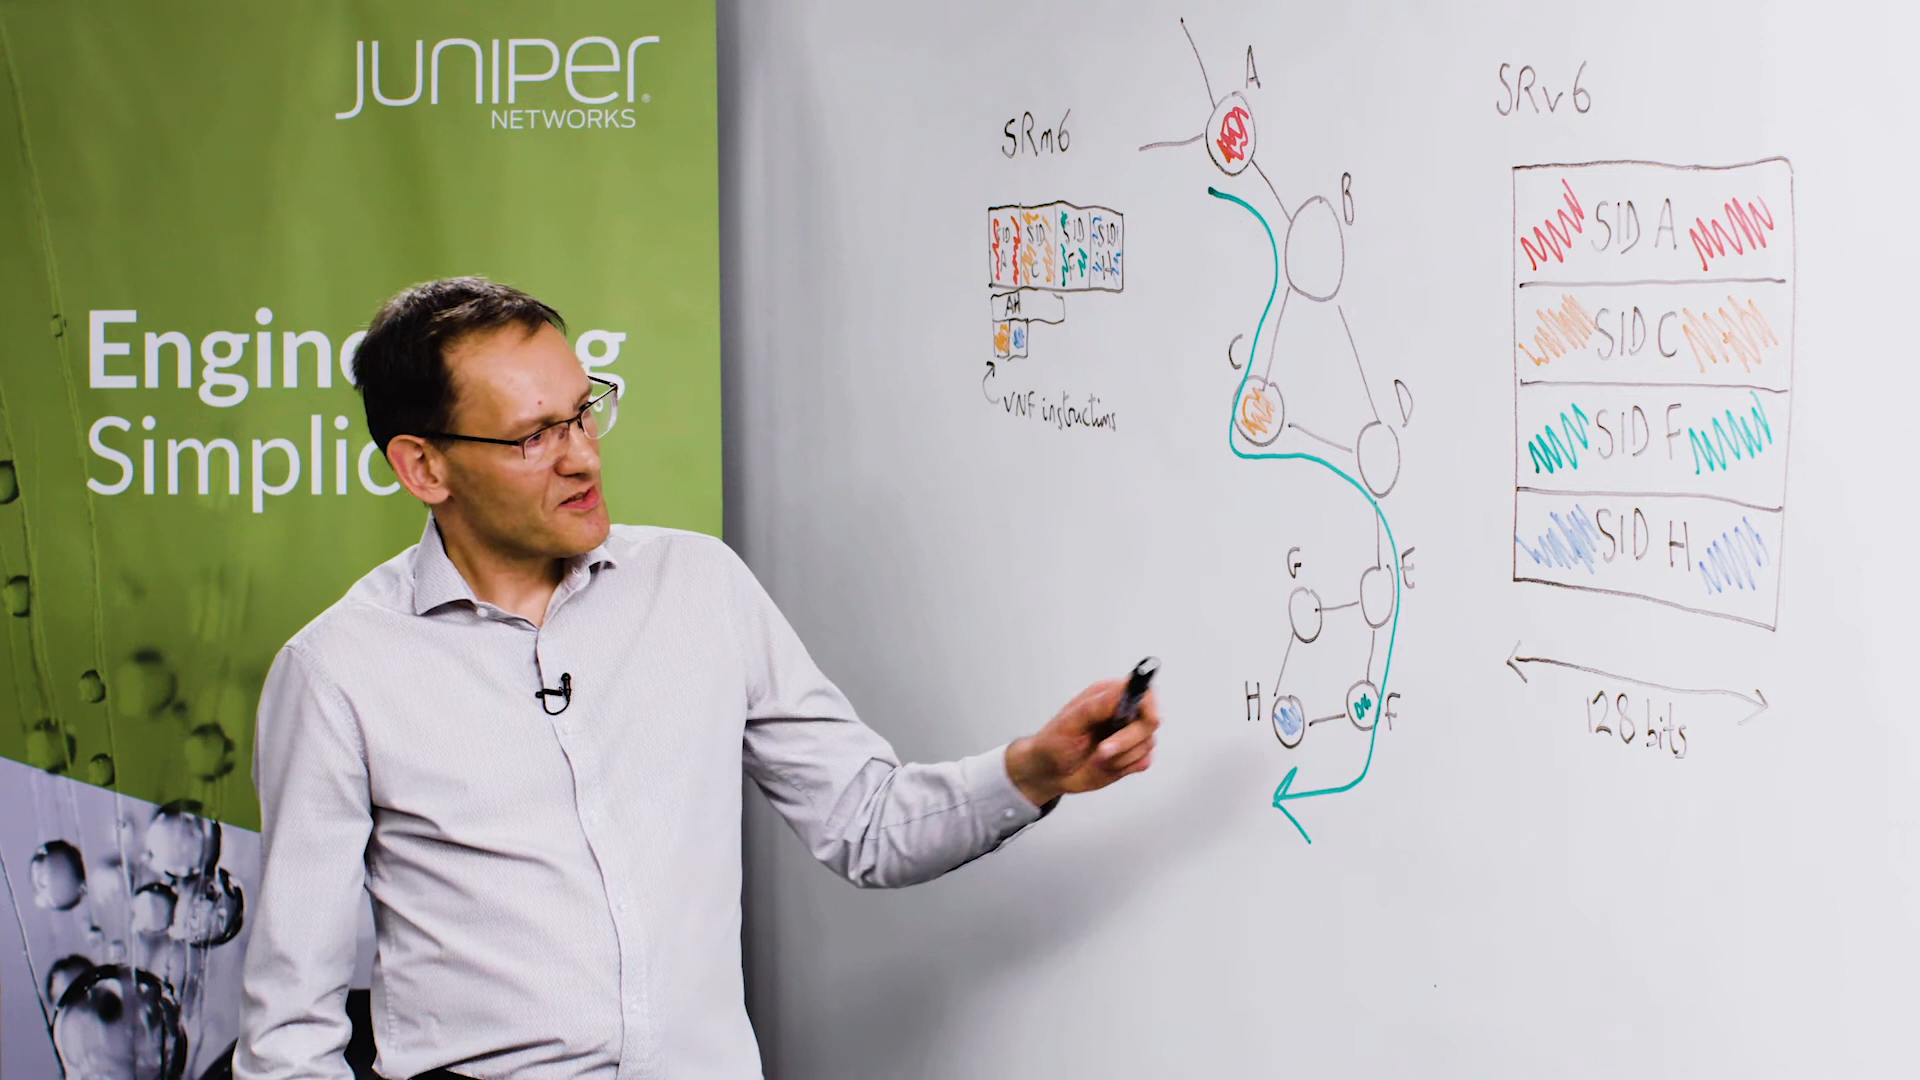 JUNIPER
NETWORKS
Engin
g
Simplic
SRm6
SID A
SID C
SID F
SID H
AH
VNF instructions
A
B
C
D
E
G
H
F
SRv6
SID A
SID C
SID F
SID H
128 bits